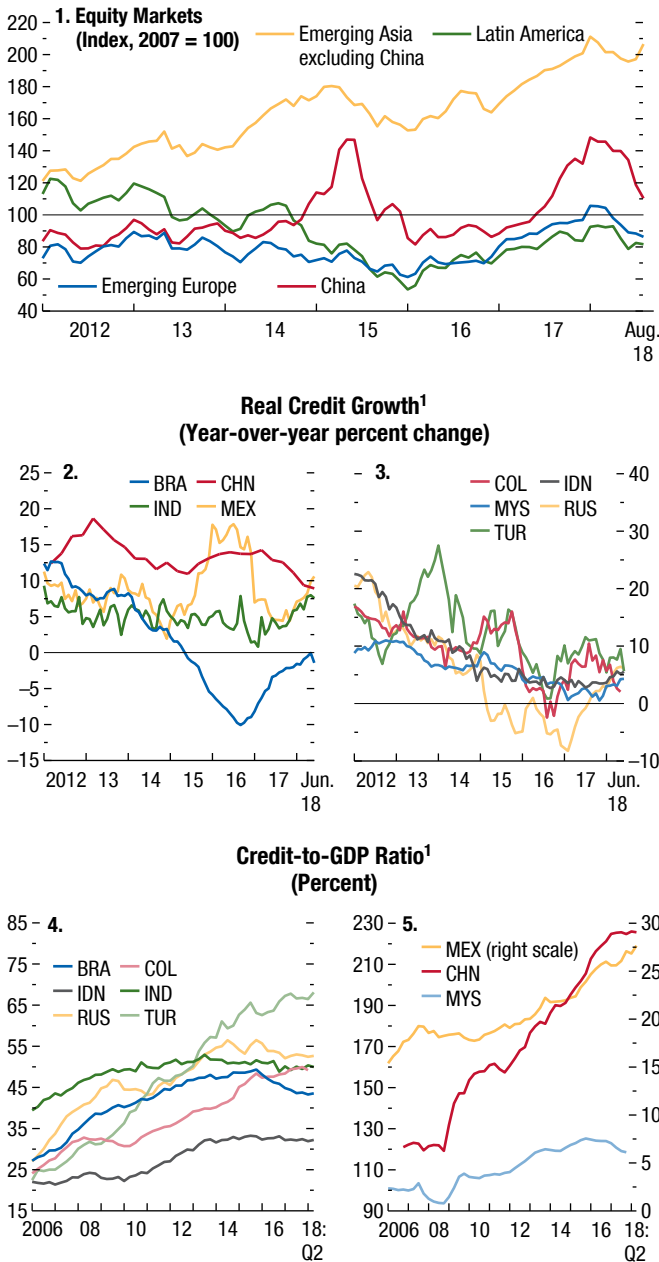 1. Equity Markets
(Index, 2007 = 100)
Emerging Asia
excluding China
Latin America
220
200
180
160
140
120
100
80
60
40
Emerging Europe
China
2012 13 14 15 16 17 Aug.
18
Real Credit Growth1
(Year-over-year percent change)
2.
BRA CHN
IND MEX
25
20
15
10
5
0
–5
–10
–15
2012 13 14 15 16 17 Jun.
18
3.
COL IDN
MYS RUS
TUR
40
30
20
10
0
–10
2012 13 14 15 16 17 Jun.
18
Credit-to-GDP Ratio1
(Percent)
4.
BRA COL
IDN IND
RUS TUR
85
75
65
55
45
35
25
15
2006 08 10 12 14 16 18:
Q2
5.
MEX (right scale)
CHN
MYS
230
210
190
170
150
130
110
90
30
25
20
15
10
5
0
2006 08 10 12 14 16 18:
Q2